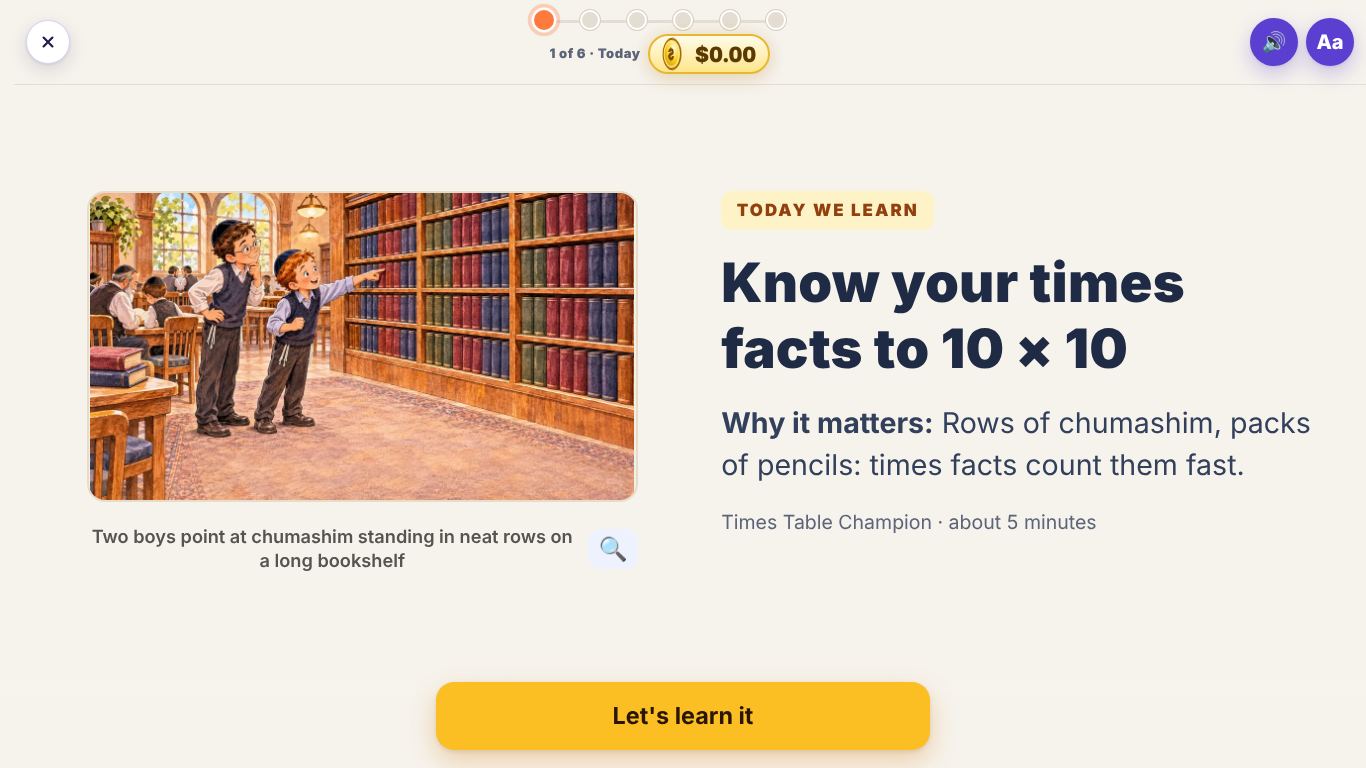 1 of 6 · Today
$0.00
Aa
TODAY WE LEARN
Know your times
facts to 10 × 10
Why it matters: Rows of chumashim, packs
of pencils: times facts count them fast.
Times Table Champion · about 5 minutes
Two boys point at chumashim standing in neat rows on
a long bookshelf
Let's learn it